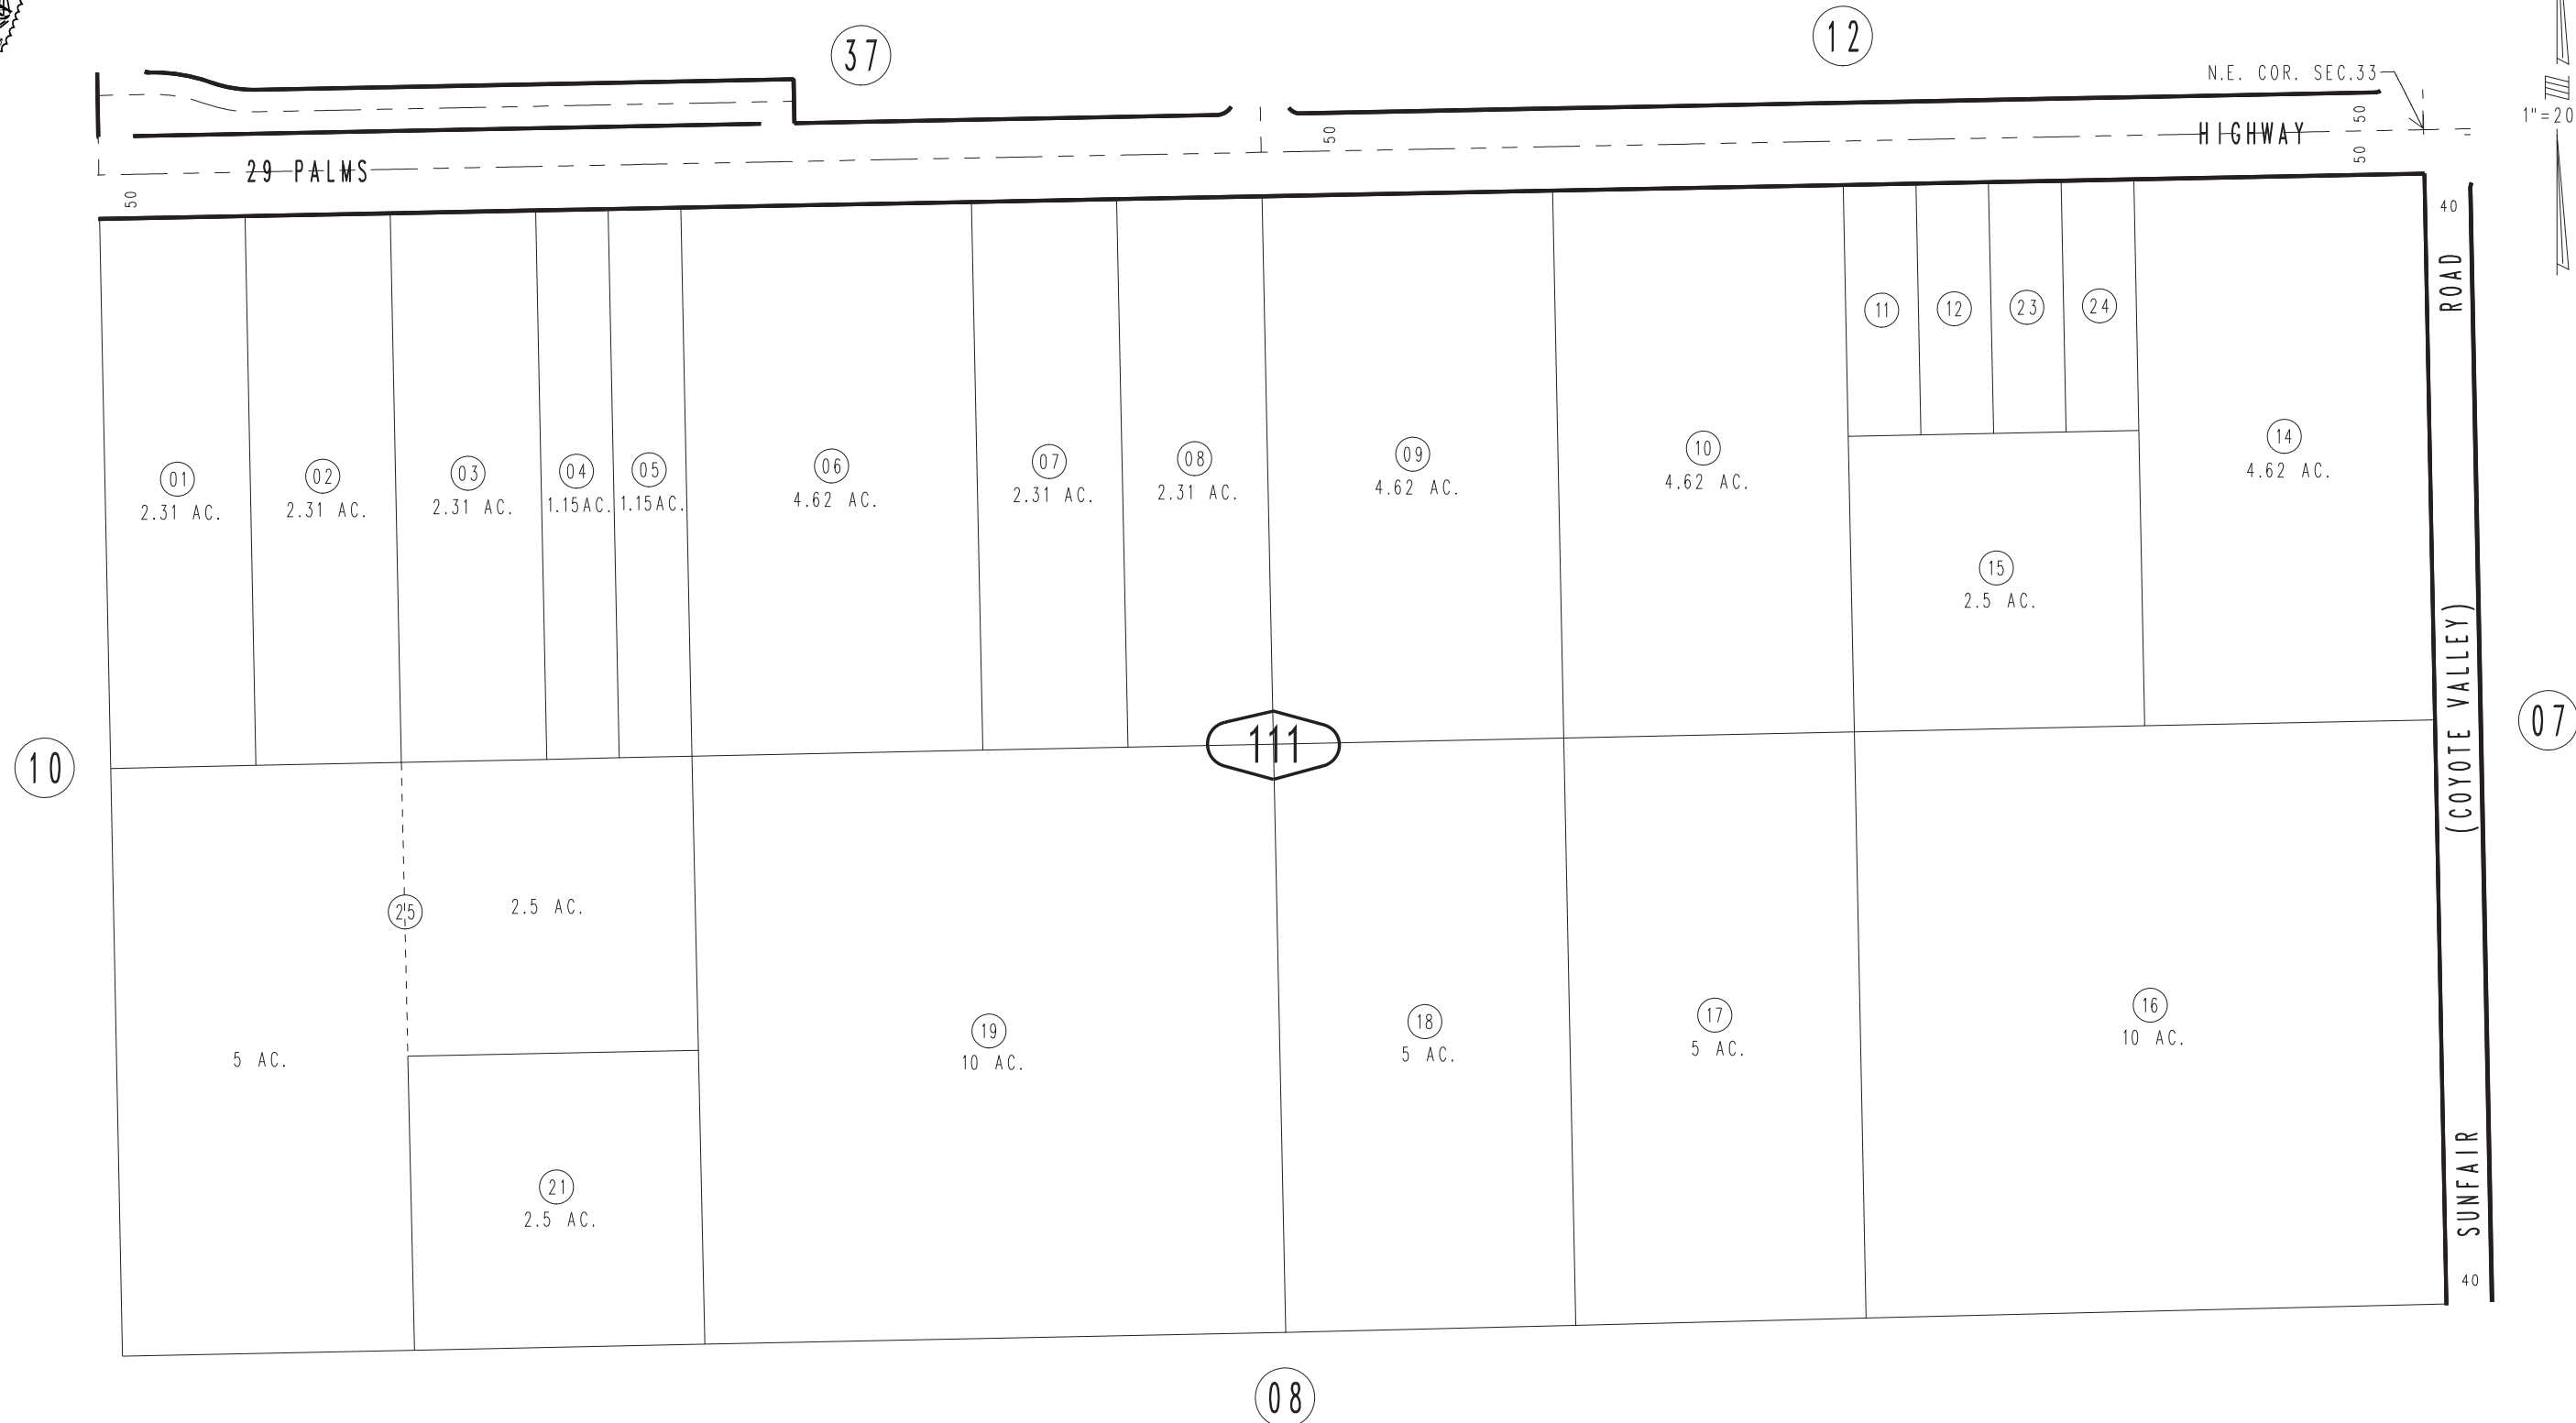 37
12
N.E. COR. SEC.33
1"=20
50
50
HIGHWAY
50
29 PALMS
50
40
ROAD
11
12
23
24
01
2.31 AC.
02
2.31 AC.
03
2.31 AC.
04
1.15AC.
05
1.15AC.
06
4.62 AC.
07
2.31 AC.
08
2.31 AC.
09
4.62 AC.
10
4.62 AC.
14
4.62 AC.
15
2.5 AC.
(COYOTE VALLEY)
07
10
111
25
2.5 AC.
5 AC.
19
10 AC.
18
5 AC.
17
5 AC.
16
10 AC.
21
2.5 AC.
SUNFAIR
40
08